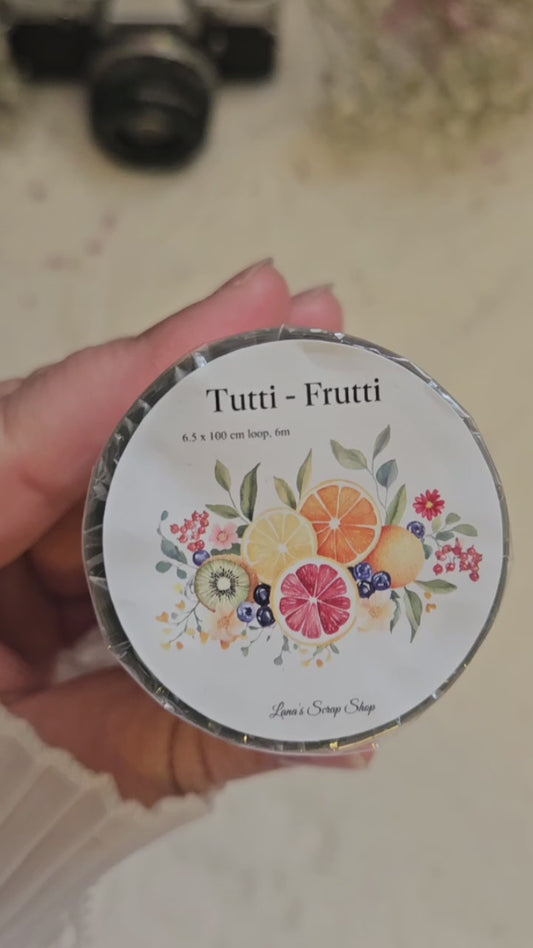 Tutti - Frutti
6.5 x 100 cm loop, 6m
Lana's Scrap Shop